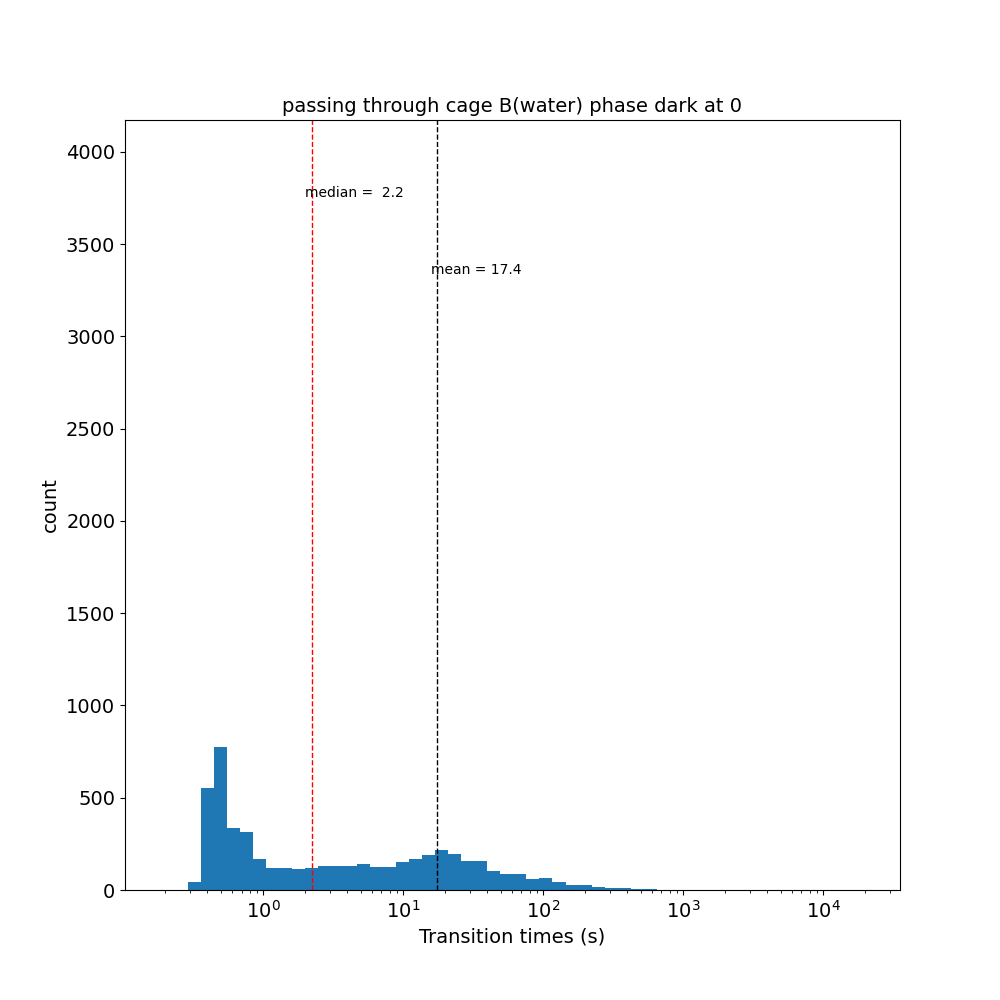 passing through cage B(water) phase dark at 0
4000
3500
3000
2500
2000
1500
1000
500
0
count
median =  2.2
mean = 17.4
10⁰ 10¹ 10² 10³ 10⁴
Transition times (s)